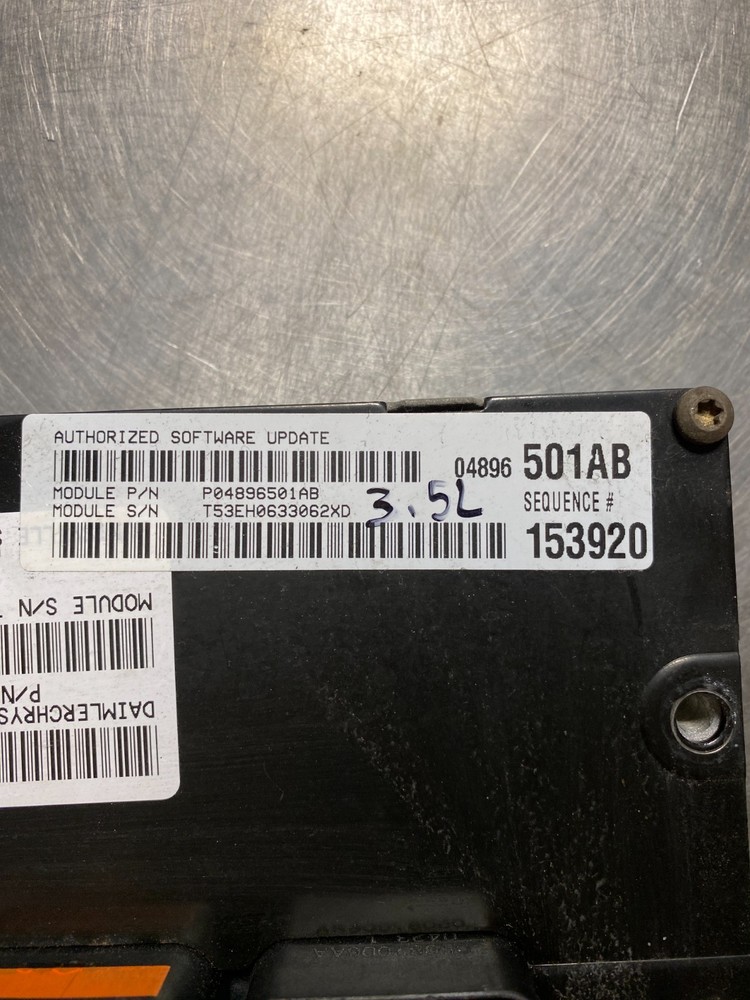 AUTHORIZED SOFTWARE UPDATE
04896 501AB
MODULE P/N P04896501AB
MODULE S/N T53EH0633062XD
3.5L
SEQUENCE #
153920
MODULE S/N
P/N
DAIMLERCHRYS